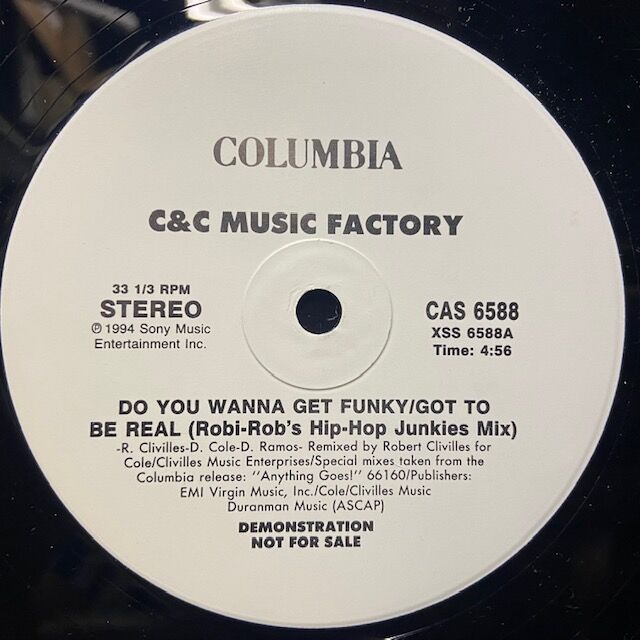 COLUMBIA
C&C MUSIC FACTORY
33 1/3 RPM
STEREO
℗ 1994 Sony Music
Entertainment Inc.
CAS 6588
XSS 6588A
Time: 4:56
DO YOU WANNA GET FUNKY/GOT TO
BE REAL (Robi-Rob's Hip-Hop Junkies Mix)
-R. Clivilles-D. Cole-D. Ramos- Remixed by Robert Clivilles for
Cole/Clivilles Music Enterprises/Special mixes taken from the
Columbia release: ''Anything Goes!'' 66160/Publishers:
EMI Virgin Music, Inc./Cole/Clivilles Music
Duranman Music (ASCAP)
DEMONSTRATION
NOT FOR SALE